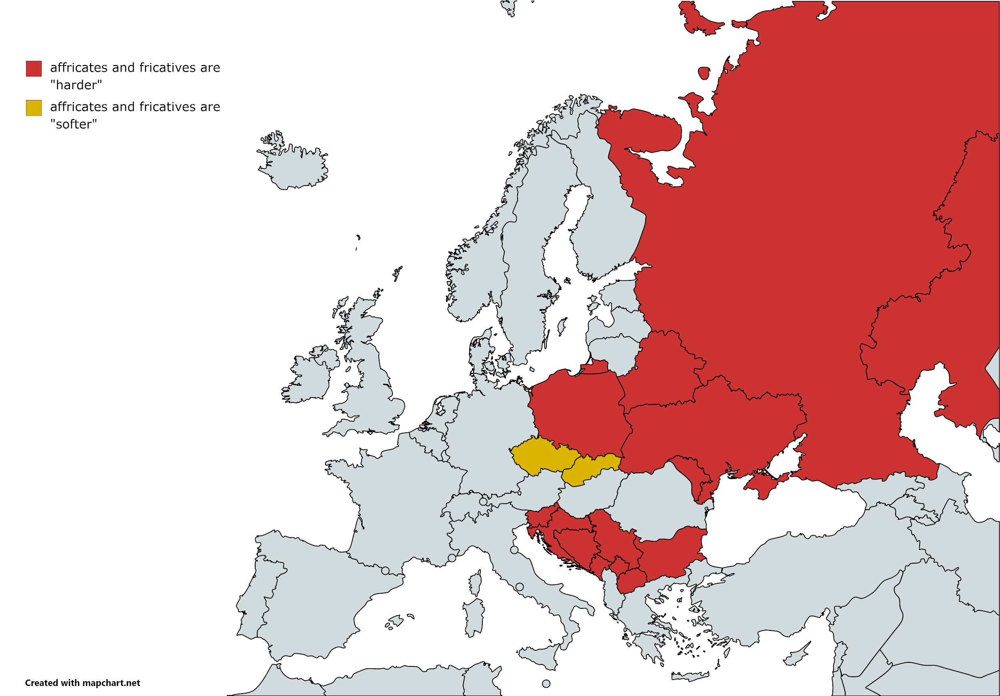 affricates and fricatives are
"harder"
affricates and fricatives are
"softer"
Created with mapchart.net